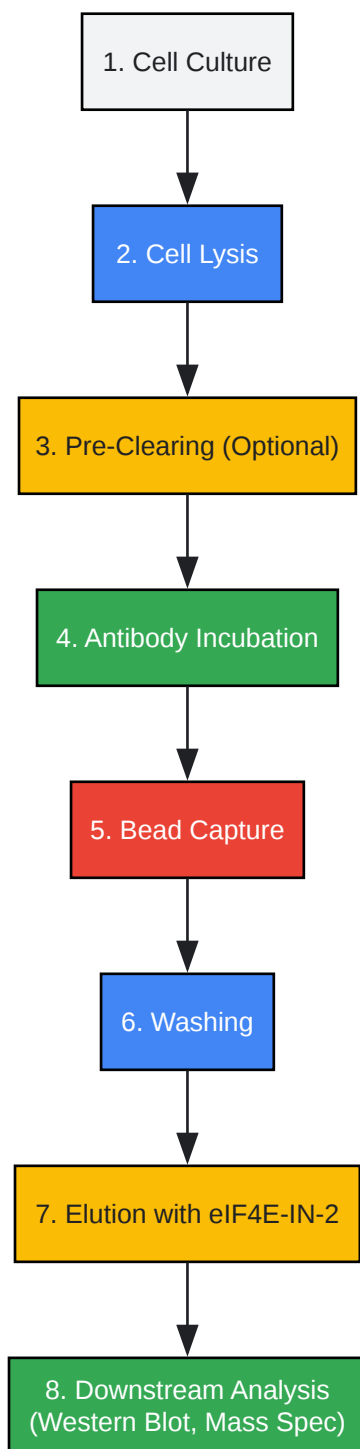 1. Cell Culture
2. Cell Lysis
3. Pre-Clearing (Optional)
4. Antibody Incubation
5. Bead Capture
6. Washing
7. Elution with eIF4E-IN-2
8. Downstream Analysis
(Western Blot, Mass Spec)